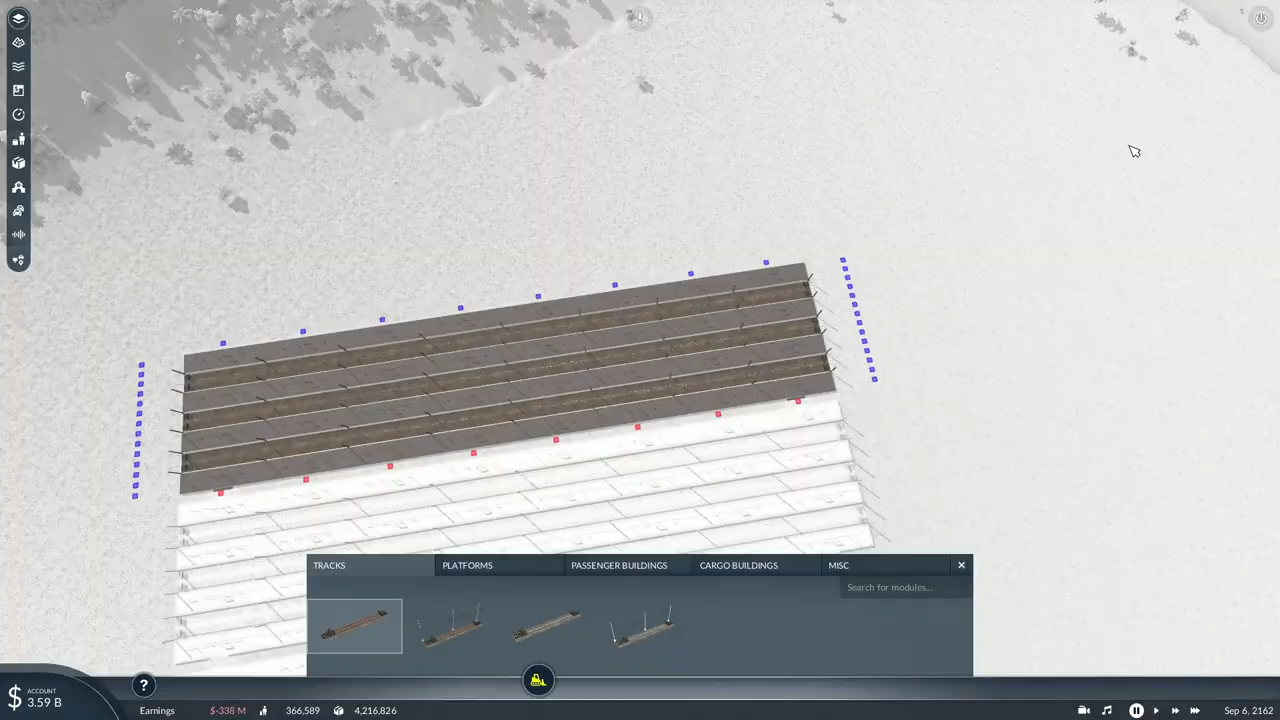 TRACKS
PLATFORMS
PASSENGER BUILDINGS
CARGO BUILDINGS
MISC
Search for modules...
$ ACCOUNT
3.59 B
?
Earnings
$-338 M
366,589
4,216,826
Sep 6, 2162